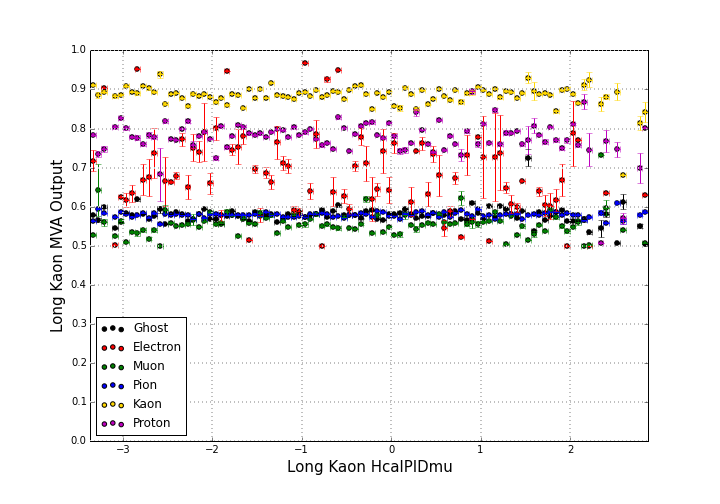 1.0
0.9
0.8
0.7
0.6
0.5
0.4
0.3
0.2
0.1
0.0
Long Kaon MVA Output
Ghost
Electron
Muon
Pion
Kaon
Proton
−3 −2 −1 0 1 2
Long Kaon HcalPIDmu